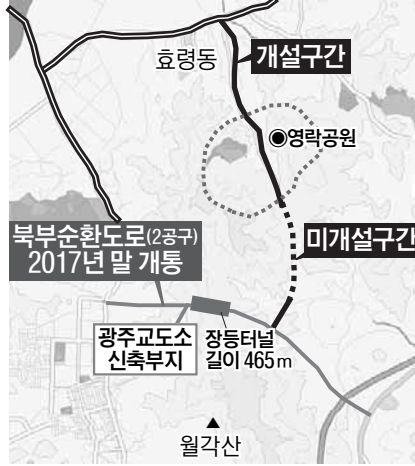 효령동
개설구간
◉영락공원
북부순환도로(2공구)
2017년 말 개통
미개설구간
광주교도소
신축부지
장등터널
길이 465m
▲
월각산